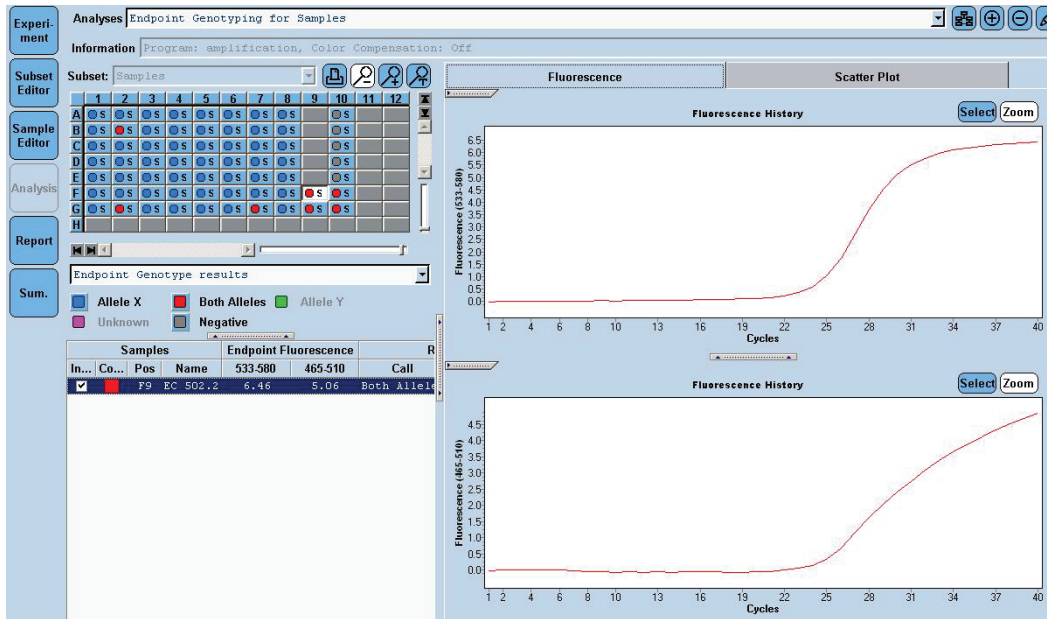 Experi-
ment
Subset
Editor
Sample
Editor
Analysis
Report
Sum.
Analyses Endpoint Genotyping for Samples
Information Program: amplification, Color Compensation: Off
Subset: Samples
1 2 3 4 5 6 7 8 9 10 11 12
A S S S S S S S S S
B S S S S S S S S S
C S S S S S S S S S
D S S S S S S S S S
E S S S S S S S S S
F S S S S S S S S S S
G S S S S S S S S S S
H
Endpoint Genotype results
Allele X Both Alleles Allele Y
Unknown Negative
Samples Endpoint Fluorescence R
In... Co... Pos Name 533-580 465-510 Call
F9 EC 502.2 6.46 5.06 Both Allele
Fluorescence Scatter Plot
Fluorescence History Select Zoom
Fluorescence (533-580)
6.5
6.0
5.5
5.0
4.5
4.0
3.5
3.0
2.5
2.0
1.5
1.0
0.5
0.0
1 2 4 6 8 10 13 16 19 22 25 28 31 34 37 40
Cycles
Fluorescence History Select Zoom
Fluorescence (465-510)
4.5
4.0
3.5
3.0
2.5
2.0
1.5
1.0
0.5
0.0
1 2 4 6 8 10 13 16 19 22 25 28 31 34 37 40
Cycles